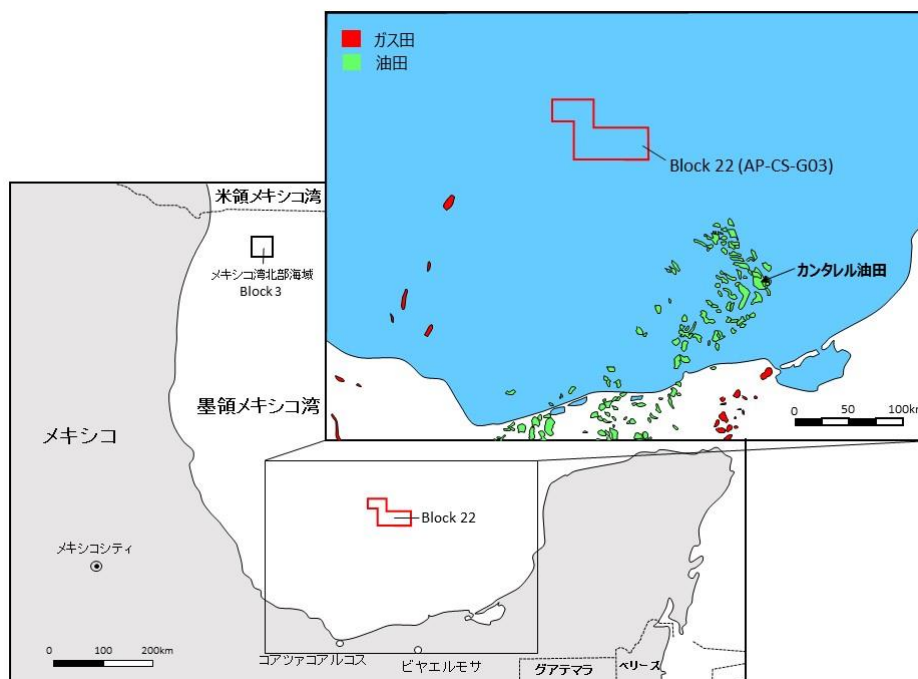 ガス田
油田
Block 22 (AP-CS-G03)
カンタレル油田
0 50 100km
米領メキシコ湾
メキシコ湾北部海域
Block 3
墨領メキシコ湾
メキシコ
Block 22
メキシコシティ
0 100 200km
コアツァコアルコス
ビヤエルモサ
グアテマラ
ベリーズ